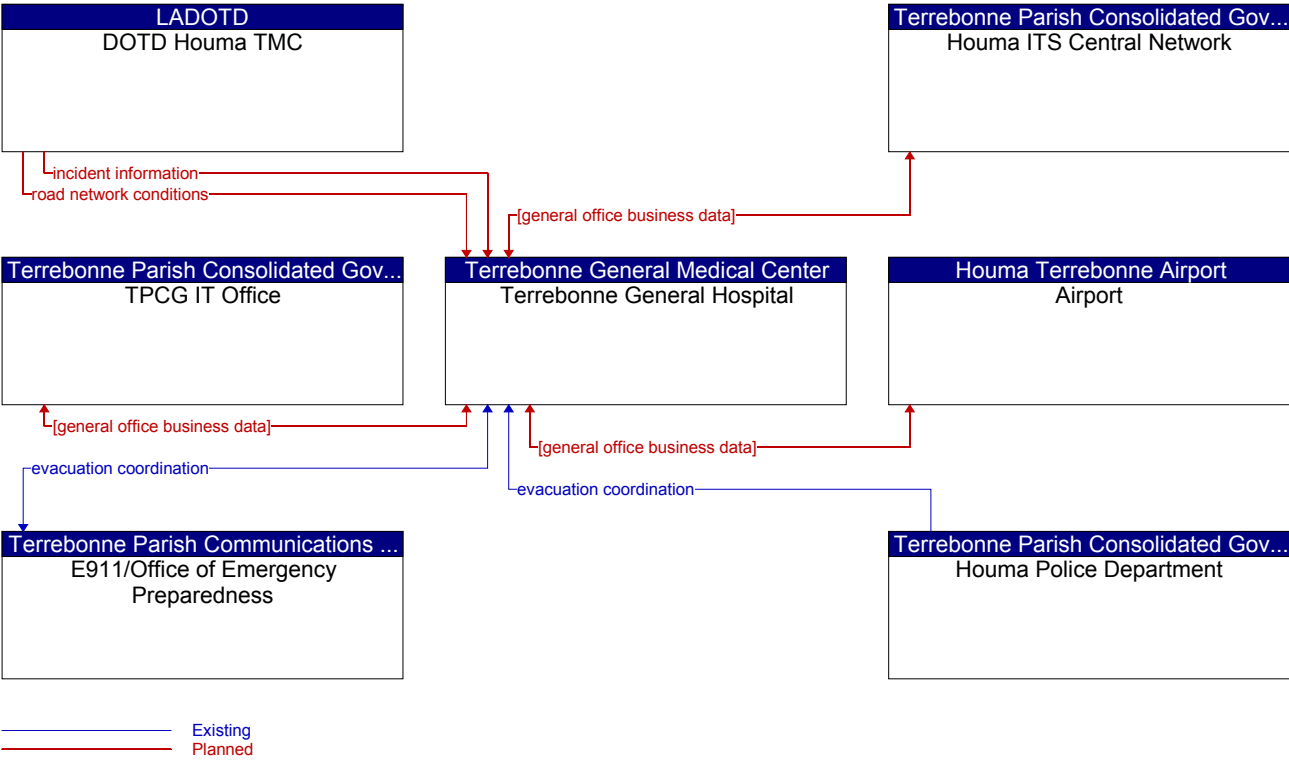 LADOTD
DOTD Houma TMC
Terrebonne Parish Consolidated Gov...
Houma ITS Central Network
incident information
road network conditions
[general office business data]
Terrebonne Parish Consolidated Gov...
TPCG IT Office
Terrebonne General Medical Center
Terrebonne General Hospital
Houma Terrebonne Airport
Airport
[general office business data]
[general office business data]
evacuation coordination
evacuation coordination
Terrebonne Parish Communications ...
E911/Office of Emergency
Preparedness
Terrebonne Parish Consolidated Gov...
Houma Police Department
Existing
Planned